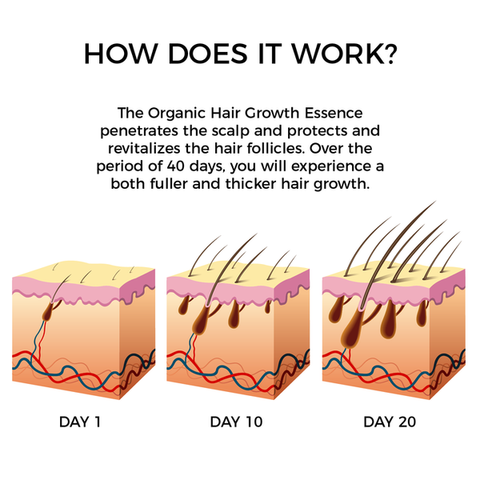 HOW DOES IT WORK?
The Organic Hair Growth Essence
penetrates the scalp and protects and
revitalizes the hair follicles. Over the
period of 40 days, you will experience a
both fuller and thicker hair growth.
DAY 1
DAY 10
DAY 20